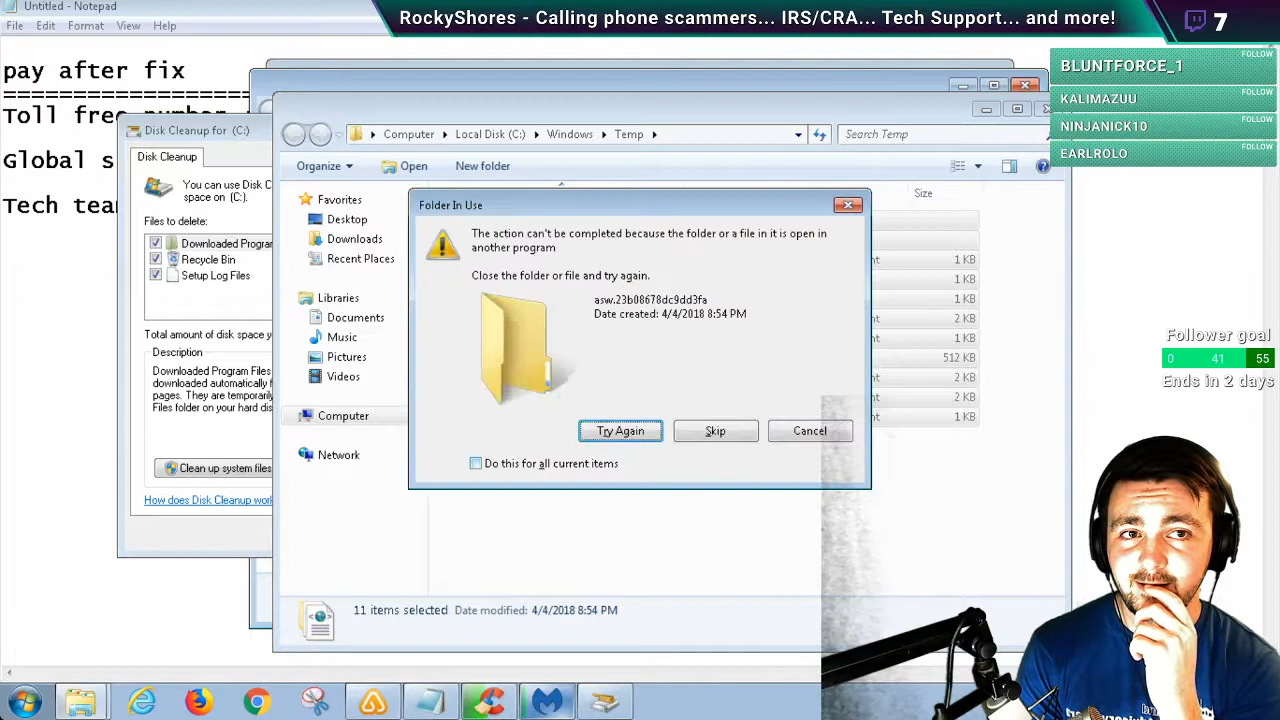 Untitled - Notepad
File Edit Format View Help
RockyShores - Calling phone scammers... IRS/CRA... Tech Support... and more!
7
pay after fix
====================
Toll free number
Global s
Tech tea
FOLLOW
BLUNTFORCE_1
FOLLOW
KALIMAZUU
FOLLOW
NINJANICK10
FOLLOW
EARLROLO
Disk Cleanup for (C:)
Disk Cleanup
You can use Disk C
space on (C:).
Files to delete:
Downloaded Program
Recycle Bin
Setup Log Files
Total amount of disk space y
Description
Downloaded Program Files
downloaded automatically f
pages. They are temporarily
Files folder on your hard dis
Clean up system files
How does Disk Cleanup work
Computer Local Disk (C:) Windows Temp
Search Temp
Organize Open New folder
Favorites
Desktop
Downloads
Recent Places
Libraries
Documents
Music
Pictures
Videos
Computer
Network
Size
1 KB
1 KB
1 KB
2 KB
1 KB
512 KB
2 KB
2 KB
1 KB
Folder In Use
The action can't be completed because the folder or a file in it is open in
another program
Close the folder or file and try again.
asw.23b08678dc9dd3fa
Date created: 4/4/2018 8:54 PM
Try Again Skip Cancel
Do this for all current items
11 items selected Date modified: 4/4/2018 8:54 PM
Follower goal
0 41 55
Ends in 2 days